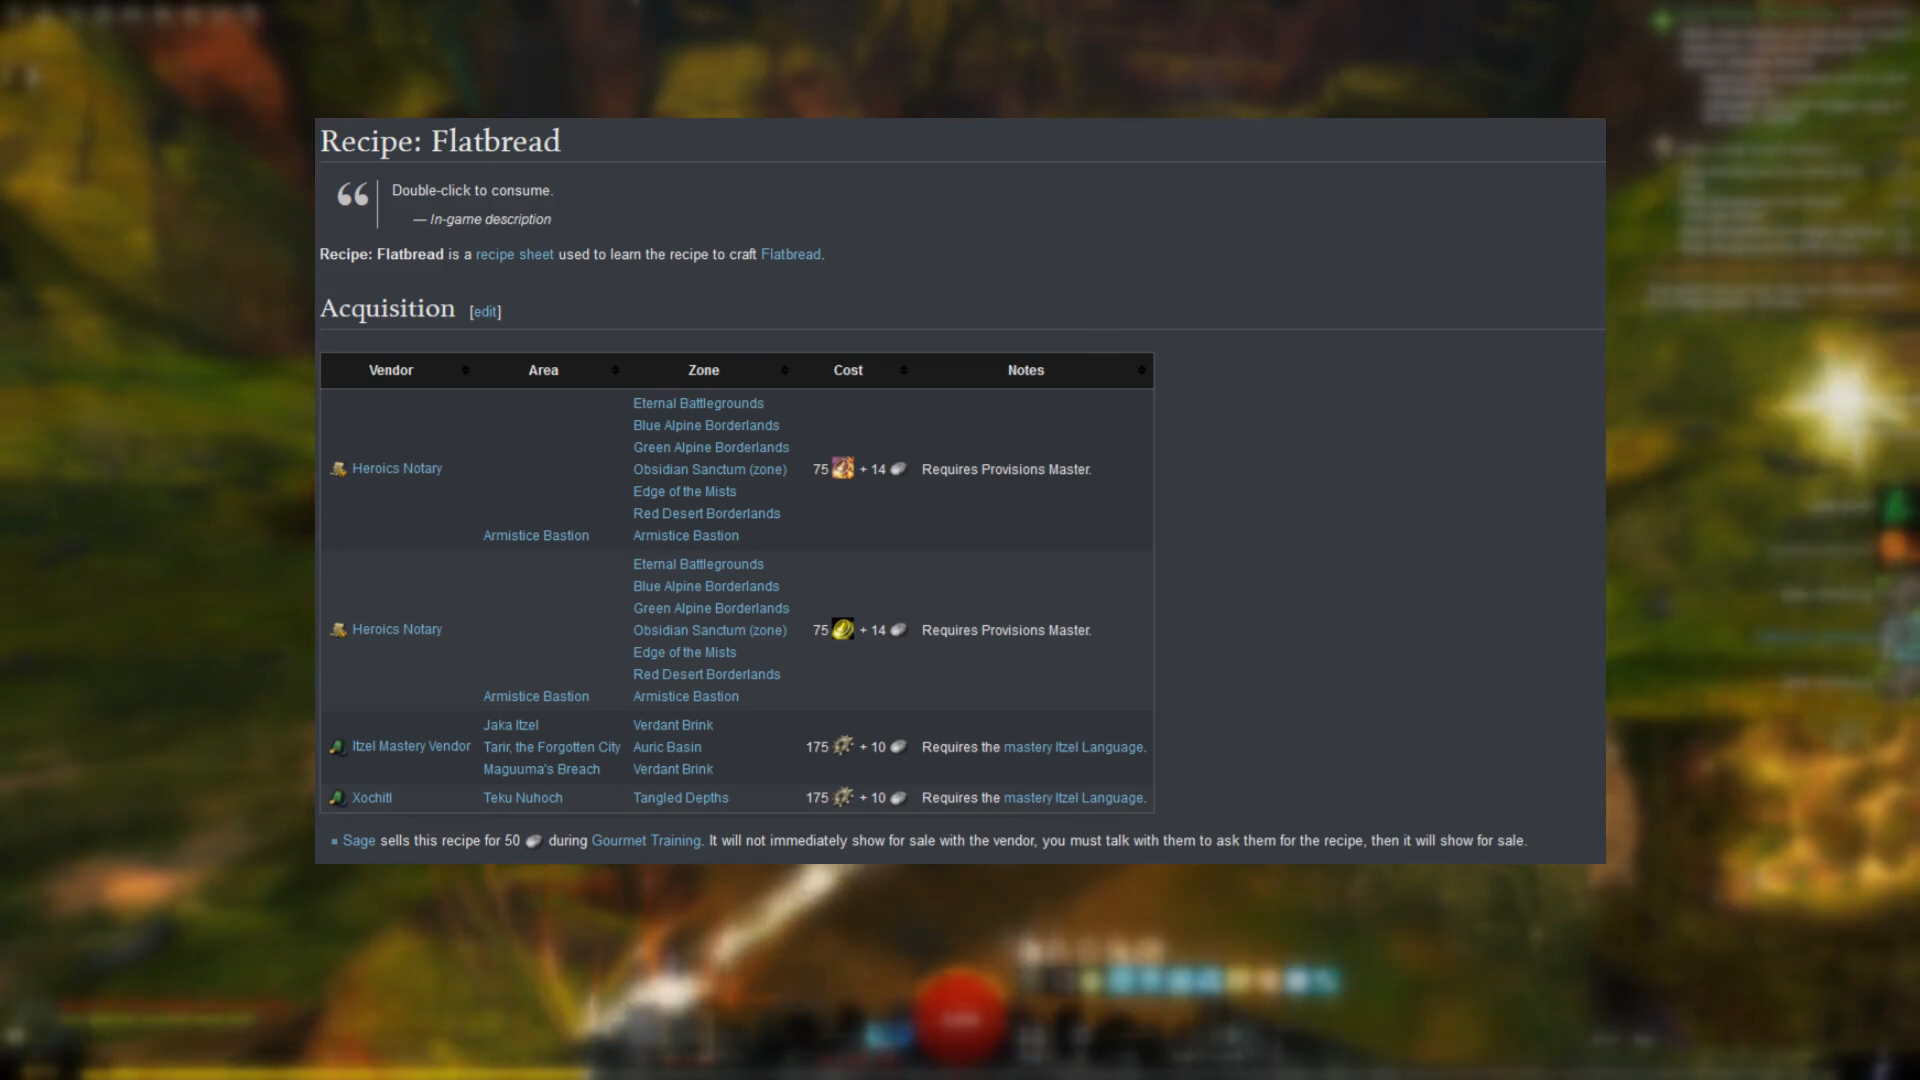 Recipe: Flatbread
“ Double-click to consume.
— In-game description
Recipe: Flatbread is a recipe sheet used to learn the recipe to craft Flatbread.
Acquisition [edit]
Vendor Area Zone Cost Notes
Eternal Battlegrounds
Blue Alpine Borderlands
Green Alpine Borderlands
Heroics Notary Obsidian Sanctum (zone) 75 + 14 Requires Provisions Master.
Edge of the Mists
Red Desert Borderlands
Armistice Bastion Armistice Bastion
Eternal Battlegrounds
Blue Alpine Borderlands
Green Alpine Borderlands
Heroics Notary Obsidian Sanctum (zone) 75 + 14 Requires Provisions Master.
Edge of the Mists
Red Desert Borderlands
Armistice Bastion Armistice Bastion
Jaka Itzel Verdant Brink
Itzel Mastery Vendor Tarir, the Forgotten City Auric Basin 175 + 10 Requires the mastery Itzel Language.
Maguuma's Breach Verdant Brink
Xochitl Teku Nuhoch Tangled Depths 175 + 10 Requires the mastery Itzel Language.
Sage sells this recipe for 50 during Gourmet Training. It will not immediately show for sale with the vendor, you must talk with them to ask them for the recipe, then it will show for sale.